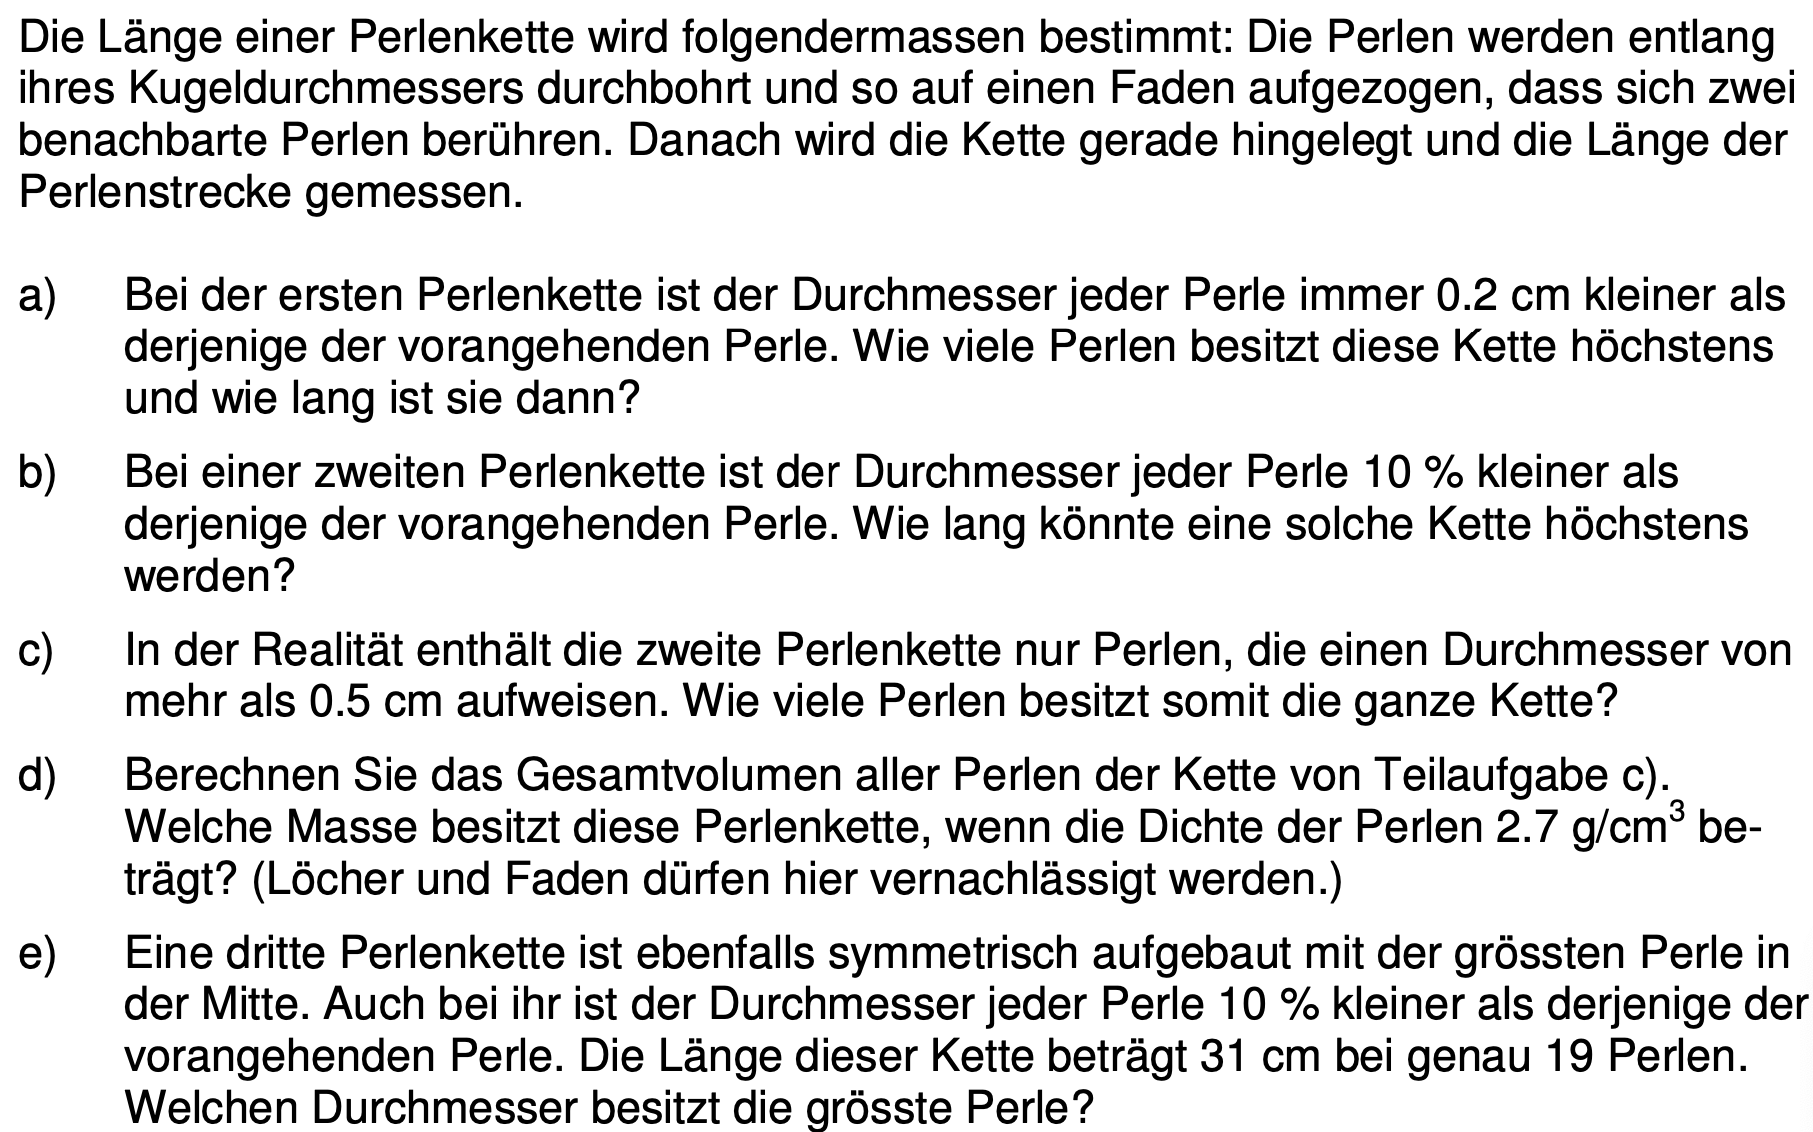 Die Länge einer Perlenkette wird folgendermassen bestimmt: Die Perlen werden entlang
ihres Kugeldurchmessers durchbohrt und so auf einen Faden aufgezogen, dass sich zwei
benachbarte Perlen berühren. Danach wird die Kette gerade hingelegt und die Länge der
Perlenstrecke gemessen.
a) Bei der ersten Perlenkette ist der Durchmesser jeder Perle immer 0.2 cm kleiner als
derjenige der vorangehenden Perle. Wie viele Perlen besitzt diese Kette höchstens
und wie lang ist sie dann?
b) Bei einer zweiten Perlenkette ist der Durchmesser jeder Perle 10 % kleiner als
derjenige der vorangehenden Perle. Wie lang könnte eine solche Kette höchstens
werden?
c) In der Realität enthält die zweite Perlenkette nur Perlen, die einen Durchmesser von
mehr als 0.5 cm aufweisen. Wie viele Perlen besitzt somit die ganze Kette?
d) Berechnen Sie das Gesamtvolumen aller Perlen der Kette von Teilaufgabe c).
Welche Masse besitzt diese Perlenkette, wenn die Dichte der Perlen 2.7 g/cm³ be-
trägt? (Löcher und Faden dürfen hier vernachlässigt werden.)
e) Eine dritte Perlenkette ist ebenfalls symmetrisch aufgebaut mit der grössten Perle in
der Mitte. Auch bei ihr ist der Durchmesser jeder Perle 10 % kleiner als derjenige der
vorangehenden Perle. Die Länge dieser Kette beträgt 31 cm bei genau 19 Perlen.
Welchen Durchmesser besitzt die grösste Perle?